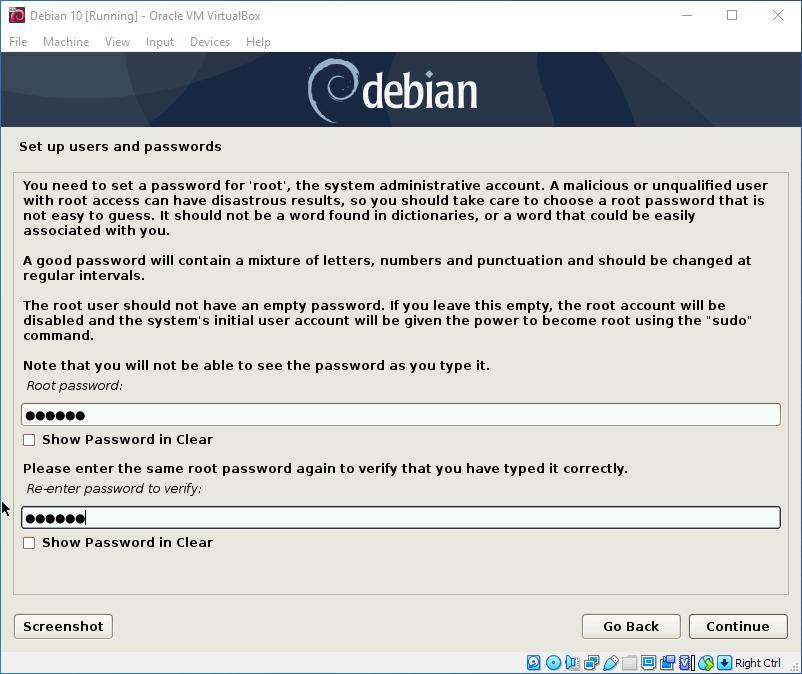 Debian 10 [Running] - Oracle VM VirtualBox
File Machine View Input Devices Help
debian
Set up users and passwords
You need to set a password for 'root', the system administrative account. A malicious or unqualified user
with root access can have disastrous results, so you should take care to choose a root password that is
not easy to guess. It should not be a word found in dictionaries, or a word that could be easily
associated with you.
A good password will contain a mixture of letters, numbers and punctuation and should be changed at
regular intervals.
The root user should not have an empty password. If you leave this empty, the root account will be
disabled and the system's initial user account will be given the power to become root using the "sudo"
command.
Note that you will not be able to see the password as you type it.
Root password:
●●●●●●
Show Password in Clear
Please enter the same root password again to verify that you have typed it correctly.
Re-enter password to verify:
●●●●●●
Show Password in Clear
Screenshot
Go Back
Continue
Right Ctrl